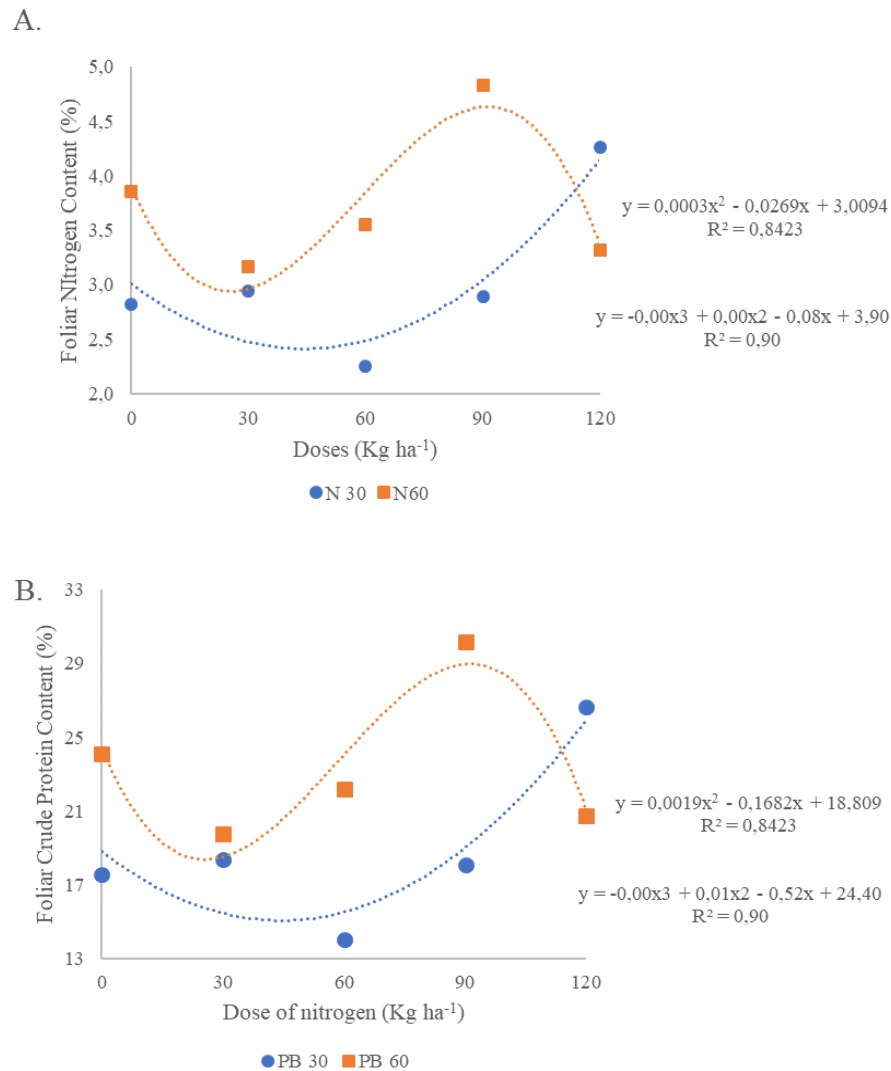 A.
Foliar NItrogen Content (%)
5,0
4,5
4,0
3,5
3,0
2,5
2,0
0 30 60 90 120
Doses (Kg ha⁻¹)
y = 0,0003x² - 0,0269x + 3,0094
R² = 0,8423
y = -0,00x3 + 0,00x2 - 0,08x + 3,90
R² = 0,90
N 30 N60
B.
Foliar Crude Protein Content (%)
33
29
25
21
17
13
0 30 60 90 120
Dose of nitrogen (Kg ha⁻¹)
y = 0,0019x² - 0,1682x + 18,809
R² = 0,8423
y = -0,00x3 + 0,01x2 - 0,52x + 24,40
R² = 0,90
PB 30 PB 60